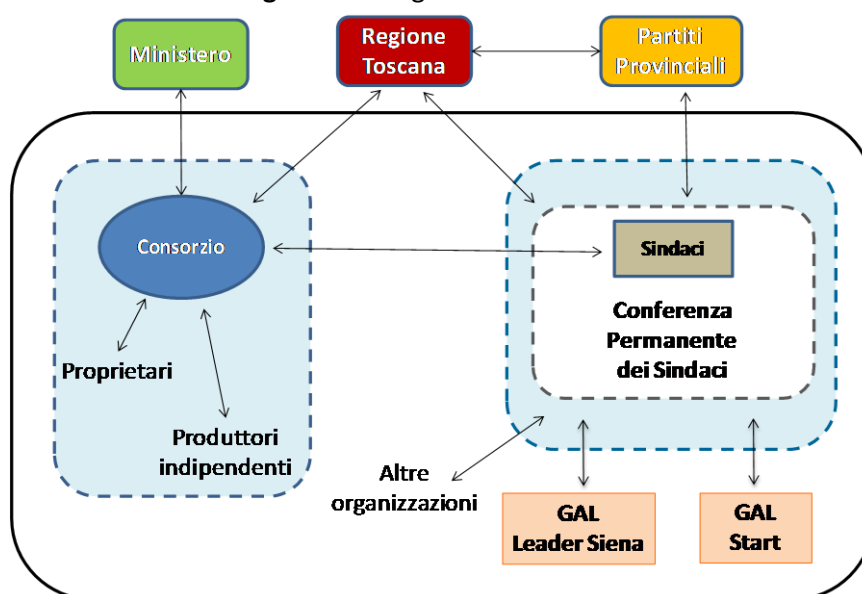 Ministero
Regione
Toscana
Partiti
Provinciali
Consorzio
Sindaci
Conferenza
Permanente
dei Sindaci
Proprietari
Produttori
indipendenti
Altre
organizzazioni
GAL
Leader Siena
GAL
Start